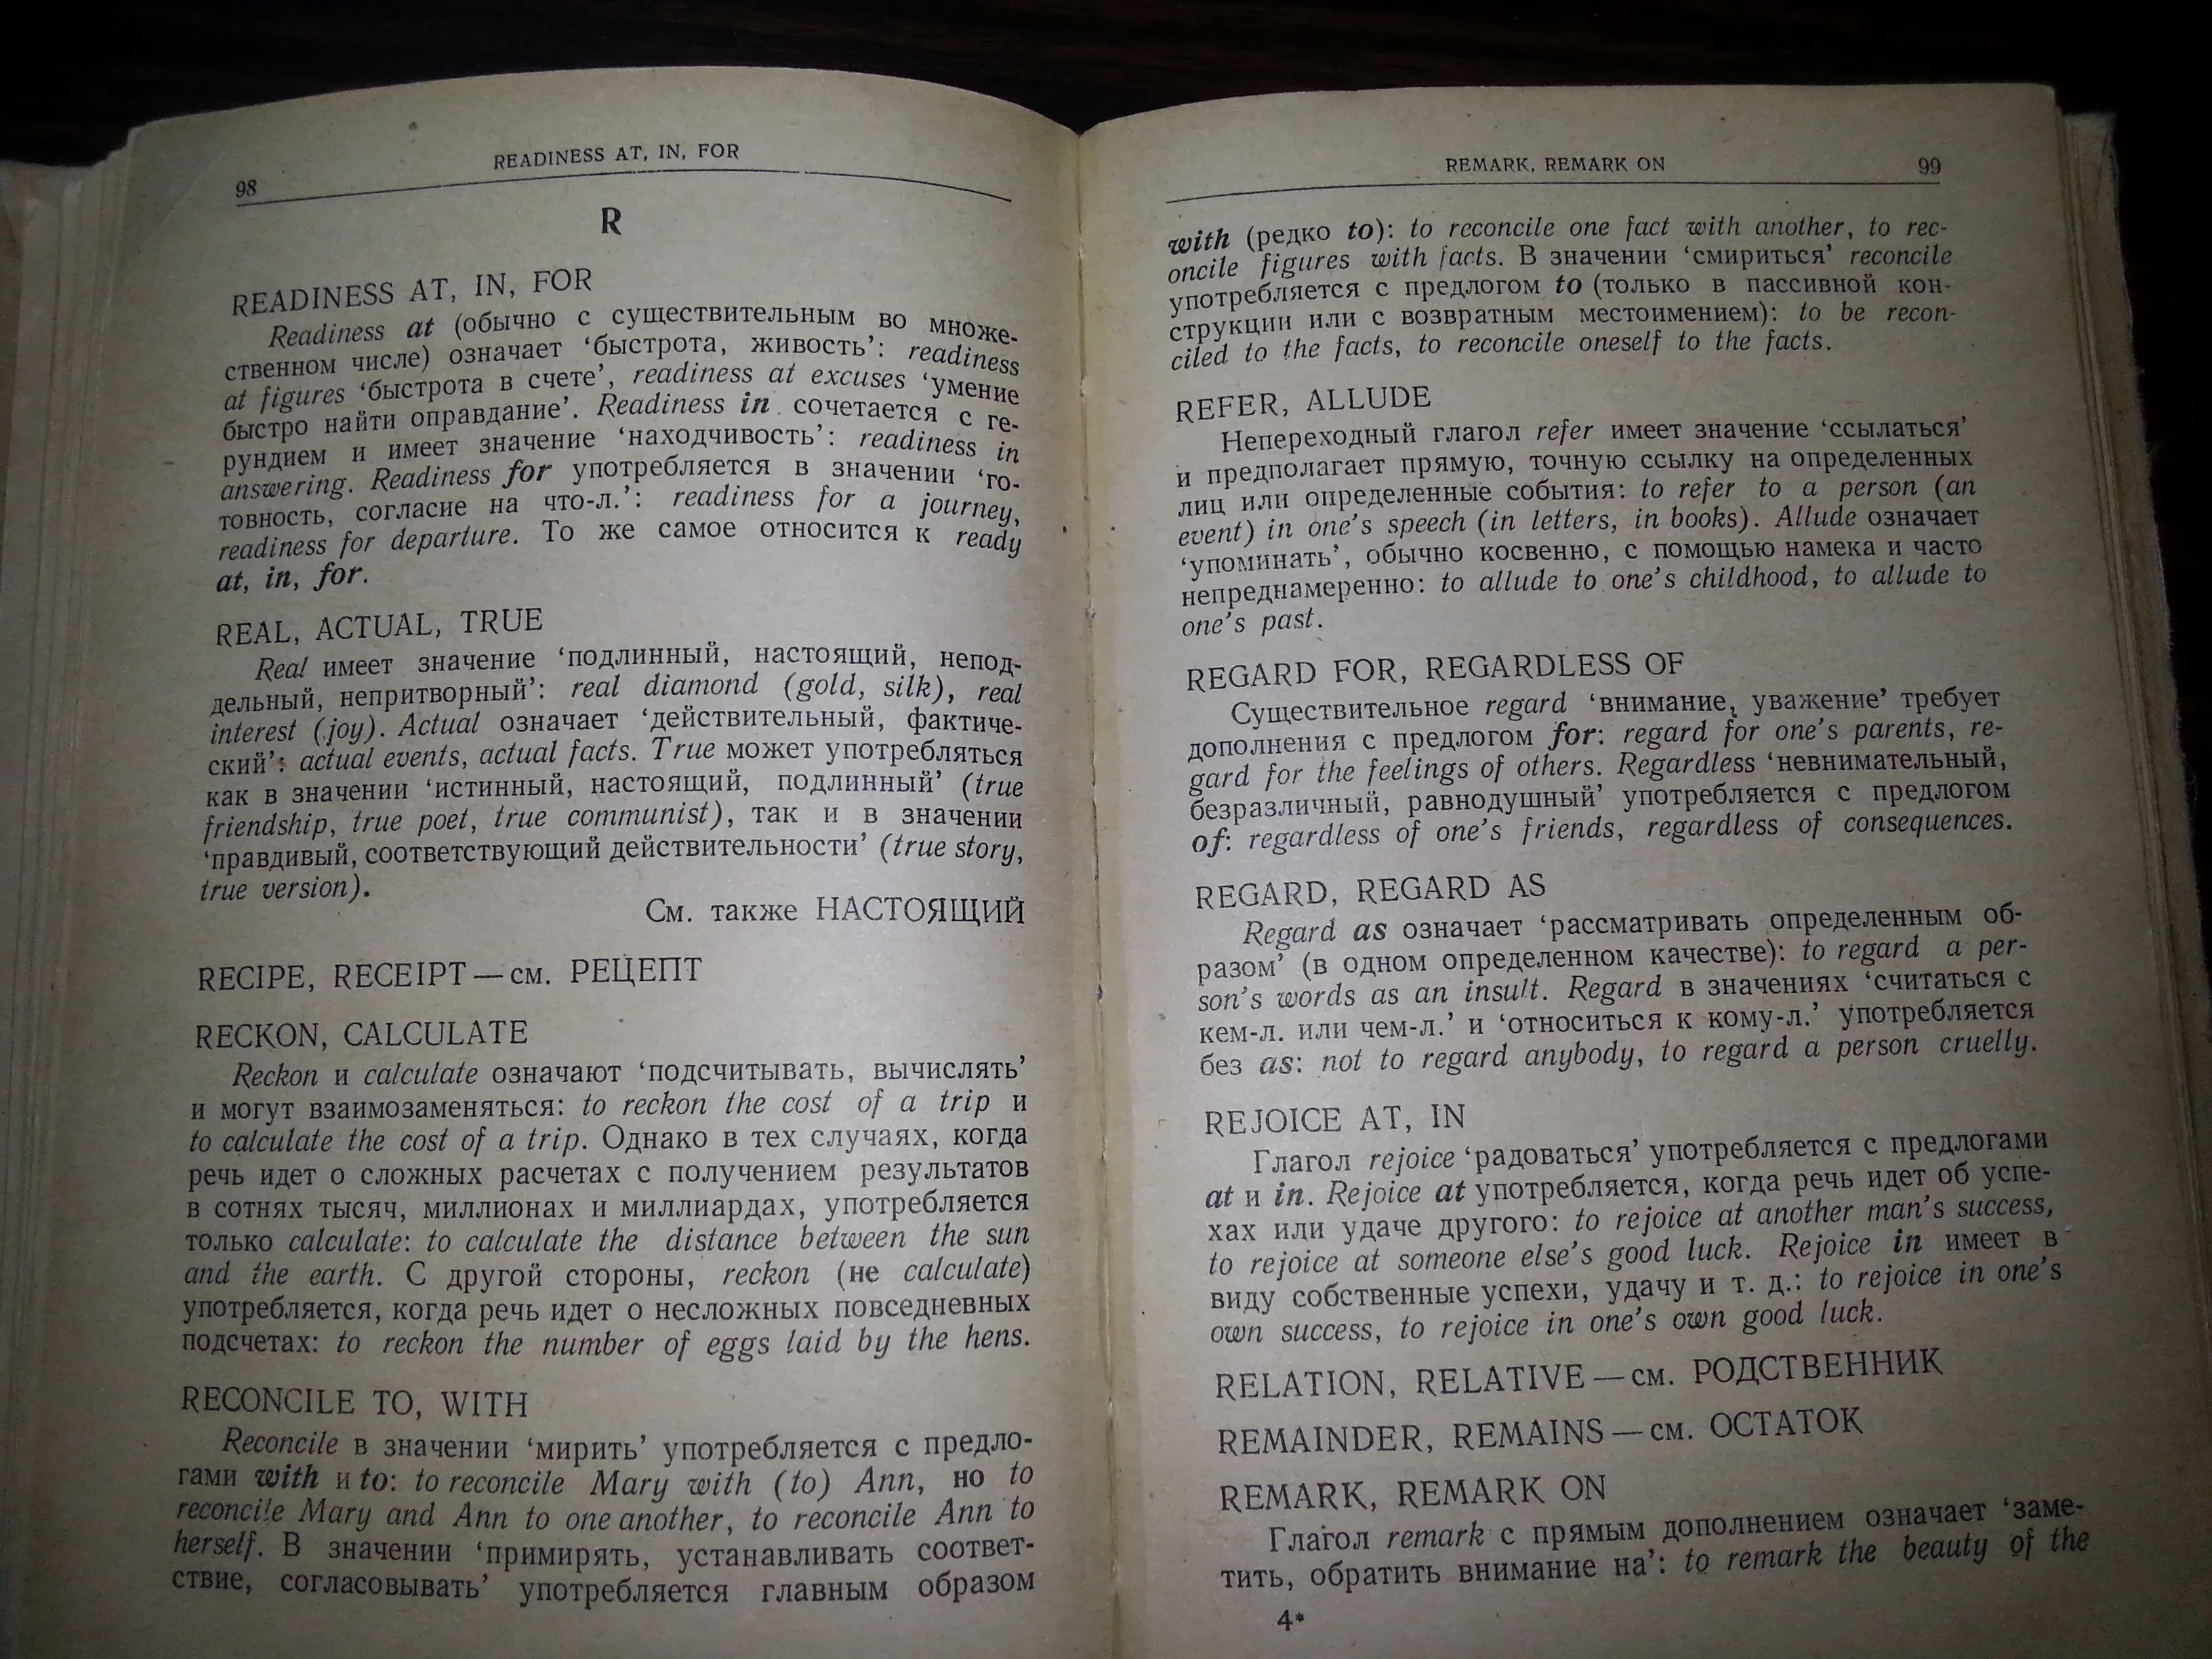 98
READINESS AT, IN, FOR
R
READINESS AT, IN, FOR
Readiness at (обычно с существительным во множе-
ственном числе) означает ‘быстрота, живость’: readiness
at figures ‘быстрота в счете’, readiness at excuses ‘умение
быстро найти оправдание’. Readiness in сочетается с ге-
рундием и имеет значение ‘находчивость’: readiness in
answering. Readiness for употребляется в значении ‘го-
товность, согласие на что-л.’: readiness for a journey,
readiness for departure. То же самое относится к ready
at, in, for.
REAL, ACTUAL, TRUE
Real имеет значение ‘подлинный, настоящий, непод-
дельный, непритворный’: real diamond (gold, silk), real
interest (joy). Actual означает ‘действительный, фактиче-
ский’: actual events, actual facts. True может употребляться
как в значении ‘истинный, настоящий, подлинный’ (true
friendship, true poet, true communist), так и в значении
‘правдивый, соответствующий действительности’ (true story,
true version).
См. также НАСТОЯЩИЙ
RECIPE, RECEIPT — см. РЕЦЕПТ
RECKON, CALCULATE
Reckon и calculate означают ‘подсчитывать, вычислять’
и могут взаимозаменяться: to reckon the cost of a trip и
to calculate the cost of a trip. Однако в тех случаях, когда
речь идет о сложных расчетах с получением результатов
в сотнях тысяч, миллионах и миллиардах, употребляется
только calculate: to calculate the distance between the sun
and the earth. С другой стороны, reckon (не calculate)
употребляется, когда речь идет о несложных повседневных
подсчетах: to reckon the number of eggs laid by the hens.
RECONCILE TO, WITH
Reconcile в значении ‘мирить’ употребляется с предло-
гами with и to: to reconcile Mary with (to) Ann, но to
reconcile Mary and Ann to one another, to reconcile Ann to
herself. В значении ‘примирять, устанавливать соответ-
ствие, согласовывать’ употребляется главным образом
REMARK, REMARK ON
99
with (редко to): to reconcile one fact with another, to rec-
oncile figures with facts. В значении ‘смириться’ reconcile
употребляется с предлогом to (только в пассивной кон-
струкции или с возвратным местоимением): to be recon-
ciled to the facts, to reconcile oneself to the facts.
REFER, ALLUDE
Непереходный глагол refer имеет значение ‘ссылаться’
и предполагает прямую, точную ссылку на определенных
лиц или определенные события: to refer to a person (an
event) in one’s speech (in letters, in books). Allude означает
‘упоминать’, обычно косвенно, с помощью намека и часто
непреднамеренно: to allude to one’s childhood, to allude to
one’s past.
REGARD FOR, REGARDLESS OF
Существительное regard ‘внимание, уважение’ требует
дополнения с предлогом for: regard for one’s parents, re-
gard for the feelings of others. Regardless ‘невнимательный,
безразличный, равнодушный’ употребляется с предлогом
of: regardless of one’s friends, regardless of consequences.
REGARD, REGARD AS
Regard as означает ‘рассматривать определенным об-
разом’ (в одном определенном качестве): to regard a per-
son’s words as an insult. Regard в значениях ‘считаться с
кем-л. или чем-л.’ и ‘относиться к кому-л.’ употребляется
без as: not to regard anybody, to regard a person cruelly.
REJOICE AT, IN
Глагол rejoice ‘радоваться’ употребляется с предлогами
at и in. Rejoice at употребляется, когда речь идет об успе-
хах или удаче другого: to rejoice at another man’s success,
to rejoice at someone else’s good luck. Rejoice in имеет в
виду собственные успехи, удачу и т. д.: to rejoice in one’s
own success, to rejoice in one’s own good luck.
RELATION, RELATIVE — см. РОДСТВЕННИК
REMAINDER, REMAINS — см. ОСТАТОК
REMARK, REMARK ON
Глагол remark с прямым дополнением означает ‘заме-
тить, обратить внимание на’: to remark the beauty of the
4*